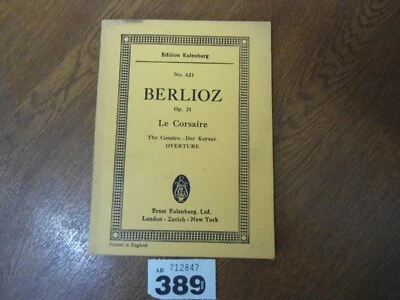 Edition Eulenburg
No. 621
BERLIOZ
Op. 21
Le Corsaire
The Corsair—Der Korsar
OVERTURE
Ernst Eulenburg, Ltd.
London - Zurich - New York
Printed in England
AB 712847
389